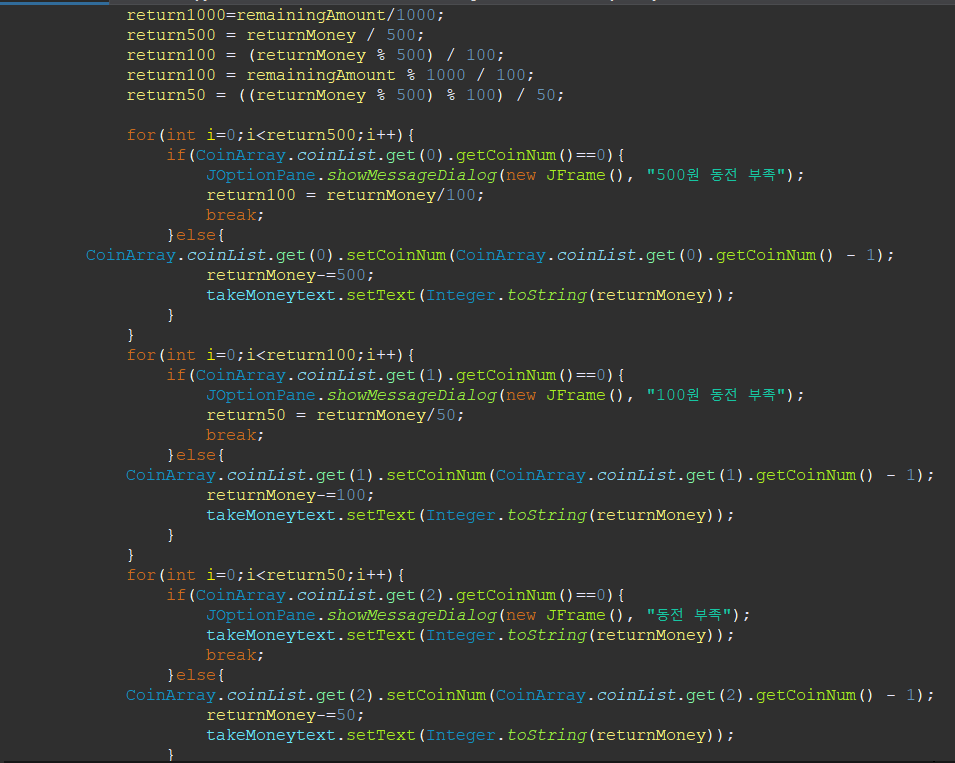 return1000=remainingAmount/1000;
return500 = returnMoney / 500;
return100 = (returnMoney % 500) / 100;
return100 = remainingAmount % 1000 / 100;
return50 = ((returnMoney % 500) % 100) / 50;
for(int i=0;i<return500;i++){
if(CoinArray.coinList.get(0).getCoinNum()==0){
JOptionPane.showMessageDialog(new JFrame(), "500원 동전 부족");
return100 = returnMoney/100;
break;
}else{
CoinArray.coinList.get(0).setCoinNum(CoinArray.coinList.get(0).getCoinNum() - 1);
returnMoney-=500;
takeMoneytext.setText(Integer.toString(returnMoney));
}
}
for(int i=0;i<return100;i++){
if(CoinArray.coinList.get(1).getCoinNum()==0){
JOptionPane.showMessageDialog(new JFrame(), "100원 동전 부족");
return50 = returnMoney/50;
break;
}else{
CoinArray.coinList.get(1).setCoinNum(CoinArray.coinList.get(1).getCoinNum() - 1);
returnMoney-=100;
takeMoneytext.setText(Integer.toString(returnMoney));
}
}
for(int i=0;i<return50;i++){
if(CoinArray.coinList.get(2).getCoinNum()==0){
JOptionPane.showMessageDialog(new JFrame(), "동전 부족");
takeMoneytext.setText(Integer.toString(returnMoney));
break;
}else{
CoinArray.coinList.get(2).setCoinNum(CoinArray.coinList.get(2).getCoinNum() - 1);
returnMoney-=50;
takeMoneytext.setText(Integer.toString(returnMoney));
}